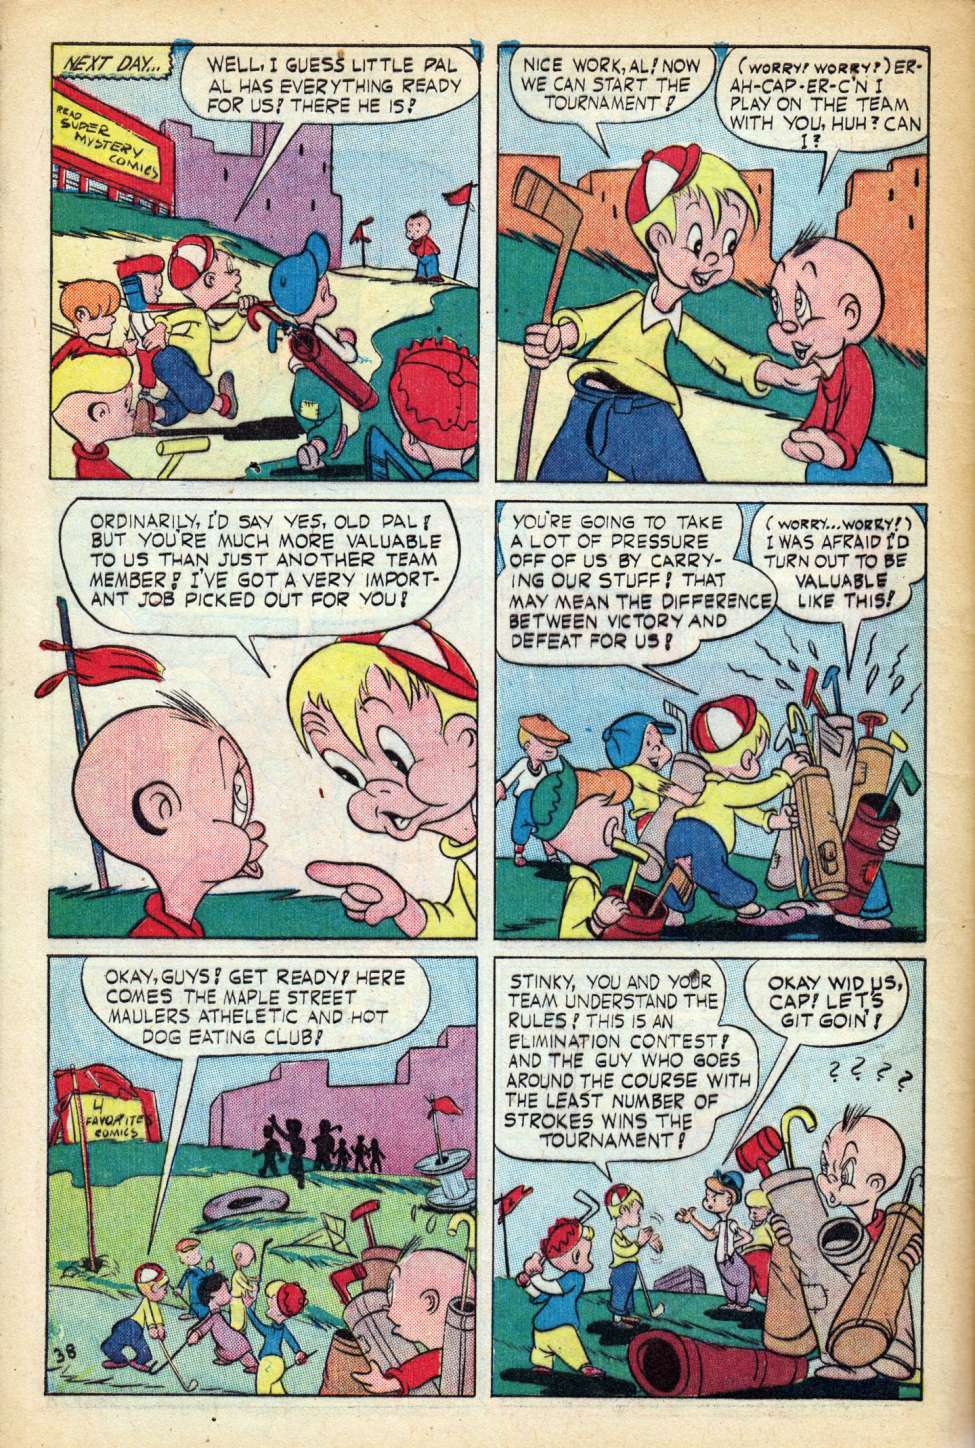 NEXT DAY...
WELL, I GUESS LITTLE PAL
AL HAS EVERYTHING READY
FOR US! THERE HE IS!
READ
SUPER
MYSTERY
COMICS
NICE WORK, AL! NOW
WE CAN START THE
TOURNAMENT!
(WORRY! WORRY!) ER-
AH-CAP-ER-C'N I
PLAY ON THE TEAM
WITH YOU, HUH? CAN
I?
ORDINARILY, I'D SAY YES, OLD PAL!
BUT YOU'RE MUCH MORE VALUABLE
TO US THAN JUST ANOTHER TEAM
MEMBER! I'VE GOT A VERY IMPORT-
ANT JOB PICKED OUT FOR YOU!
YOU'RE GOING TO TAKE
A LOT OF PRESSURE
OFF OF US BY CARRY-
ING OUR STUFF! THAT
MAY MEAN THE DIFFERENCE
BETWEEN VICTORY AND
DEFEAT FOR US!
(WORRY...WORRY!)
I WAS AFRAID I'D
TURN OUT TO BE
VALUABLE
LIKE THIS!
OKAY, GUYS! GET READY! HERE
COMES THE MAPLE STREET
MAULERS ATHELETIC AND HOT
DOG EATING CLUB!
4
FAVORITES
COMICS
38
STINKY, YOU AND YOUR
TEAM UNDERSTAND THE
RULES! THIS IS AN
ELIMINATION CONTEST!
AND THE GUY WHO GOES
AROUND THE COURSE WITH
THE LEAST NUMBER OF
STROKES WINS THE
TOURNAMENT!
OKAY WID US,
CAP! LET'S
GIT GOIN'!
? ? ? ?